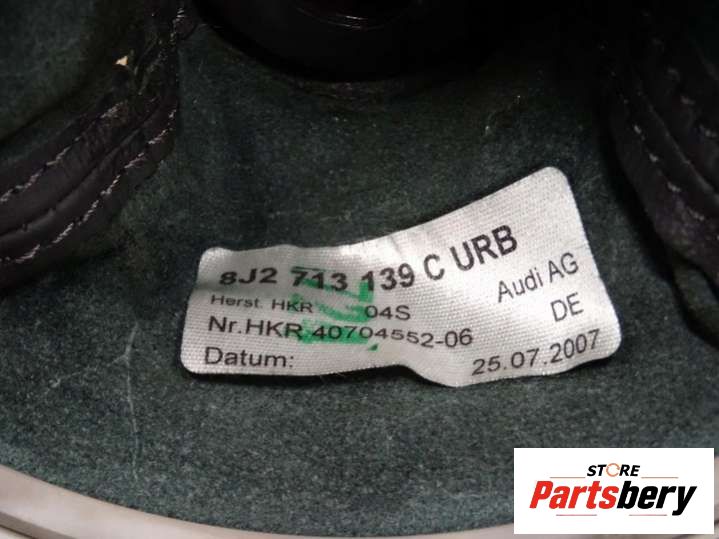 8J2 713 139 C URB
Herst. HKR 04S Audi AG
Nr.HKR 40704552-06 DE
Datum: 25.07.2007
STORE
Partsbery